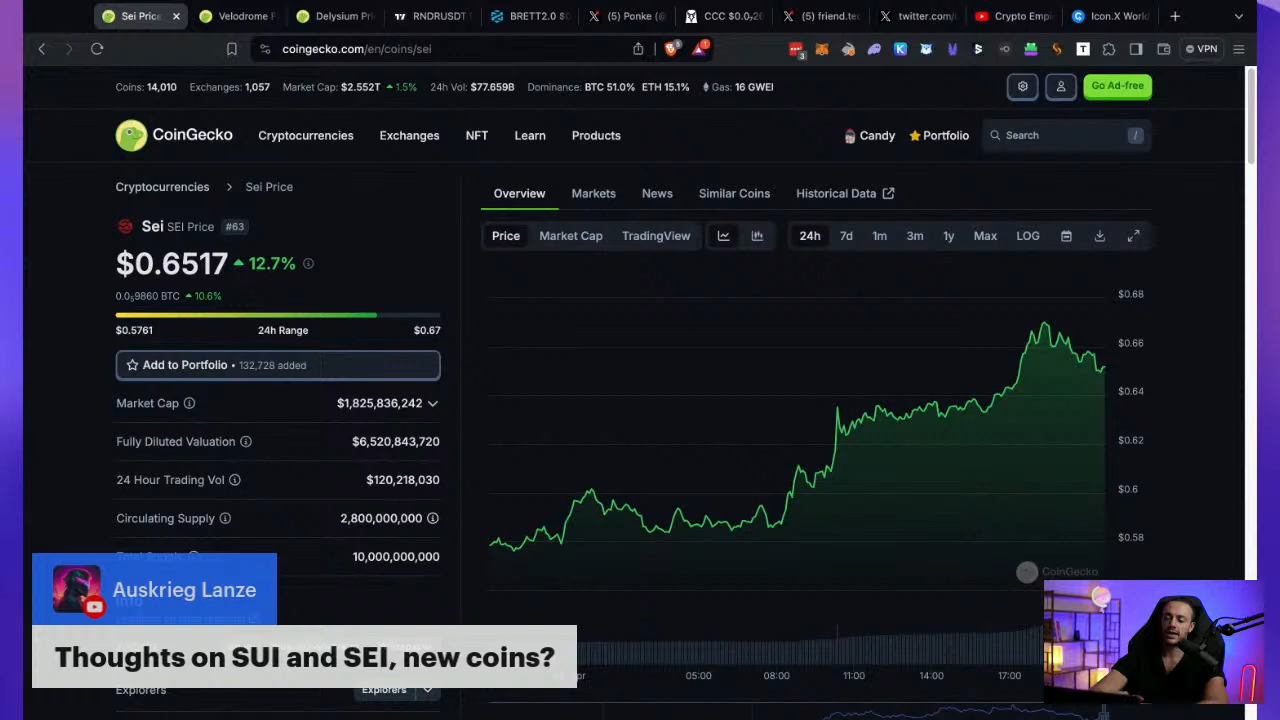 Sei Price
Velodrome F
Delysium Pri
RNDRUSDT
BRETT2.0 $0
(5) Ponke (@
CCC $0.0₅26
(5) friend.tec
twitter.com/
Crypto Empi
Icon.X World
coingecko.com/en/coins/sei
VPN
Coins: 14,010
Exchanges: 1,057
Market Cap: $2.552T 1.5%
24h Vol: $77.659B
Dominance: BTC 51.0% ETH 15.1%
Gas: 16 GWEI
Go Ad-free
CoinGecko
Cryptocurrencies
Exchanges
NFT
Learn
Products
Candy
Portfolio
Search
/
Cryptocurrencies > Sei Price
Overview
Markets
News
Similar Coins
Historical Data
Sei SEI Price #63
Price
Market Cap
TradingView
24h
7d
1m
3m
1y
Max
LOG
$0.6517 12.7%
0.0₅9860 BTC 10.6%
$0.5761 24h Range $0.67
Add to Portfolio • 132,728 added
Market Cap $1,825,836,242
Fully Diluted Valuation $6,520,843,720
24 Hour Trading Vol $120,218,030
Circulating Supply 2,800,000,000
Total Supply 10,000,000,000
$0.68
$0.66
$0.64
$0.62
$0.6
$0.58
CoinGecko
Info
Auskrieg Lanze
Thoughts on SUI and SEI, new coins?
05:00
08:00
11:00
14:00
17:00
Explorers
Explorers